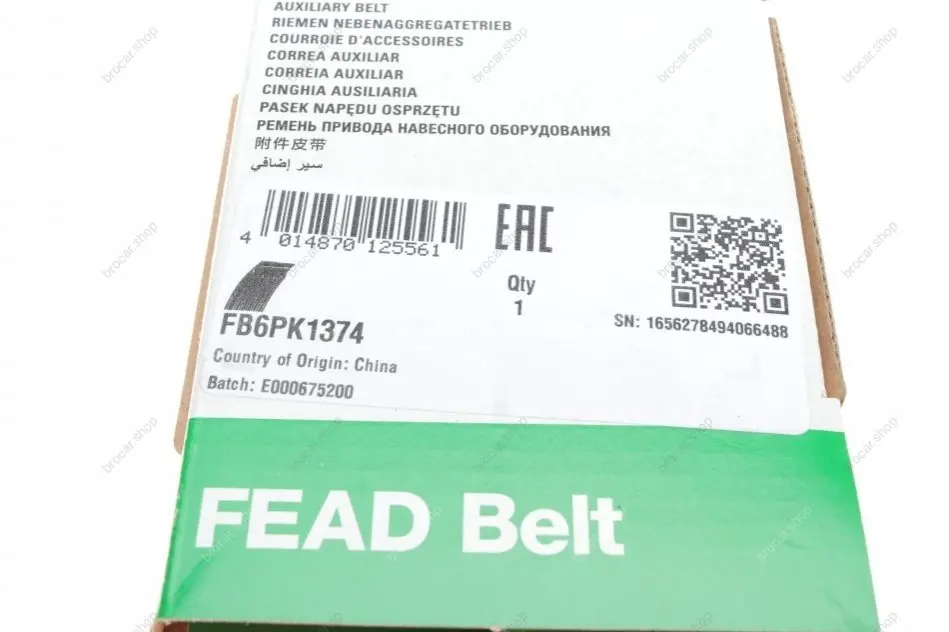 AUXILIARY BELT
RIEMEN NEBENAGGREGATETRIEB
COURROIE D'ACCESSOIRES
CORREA AUXILIAR
CORREIA AUXILIAR
CINGHIA AUSILIARIA
PASEK NAPĘDU OSPRZĘTU
РЕМЕНЬ ПРИВОДА НАВЕСНОГО ОБОРУДОВАНИЯ
附件皮带
سير إضافي
4 014870 125561
EAC
Qty
1
SN: 1656278494066488
FB6PK1374
Country of Origin: China
Batch: E000675200
FEAD Belt
brocar.shop